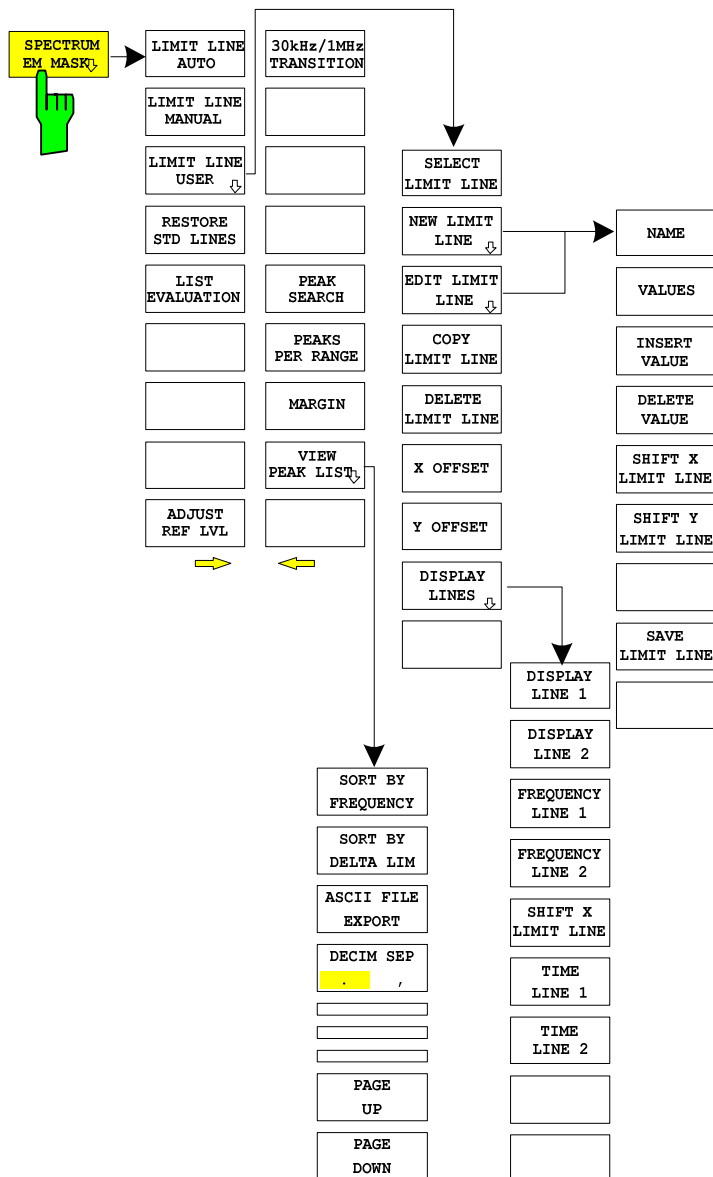 SPECTRUM
EM MASK
LIMIT LINE
AUTO
LIMIT LINE
MANUAL
LIMIT LINE
USER
RESTORE
STD LINES
LIST
EVALUATION
ADJUST
REF LVL
30kHz/1MHz
TRANSITION
PEAK
SEARCH
PEAKS
PER RANGE
MARGIN
VIEW
PEAK LIST
SELECT
LIMIT LINE
NEW LIMIT
LINE
EDIT LIMIT
LINE
COPY
LIMIT LINE
DELETE
LIMIT LINE
X OFFSET
Y OFFSET
DISPLAY
LINES
NAME
VALUES
INSERT
VALUE
DELETE
VALUE
SHIFT X
LIMIT LINE
SHIFT Y
LIMIT LINE
SAVE
LIMIT LINE
DISPLAY
LINE 1
DISPLAY
LINE 2
FREQUENCY
LINE 1
FREQUENCY
LINE 2
SHIFT X
LIMIT LINE
TIME
LINE 1
TIME
LINE 2
SORT BY
FREQUENCY
SORT BY
DELTA LIM
ASCII FILE
EXPORT
DECIM SEP
. ,
PAGE
UP
PAGE
DOWN